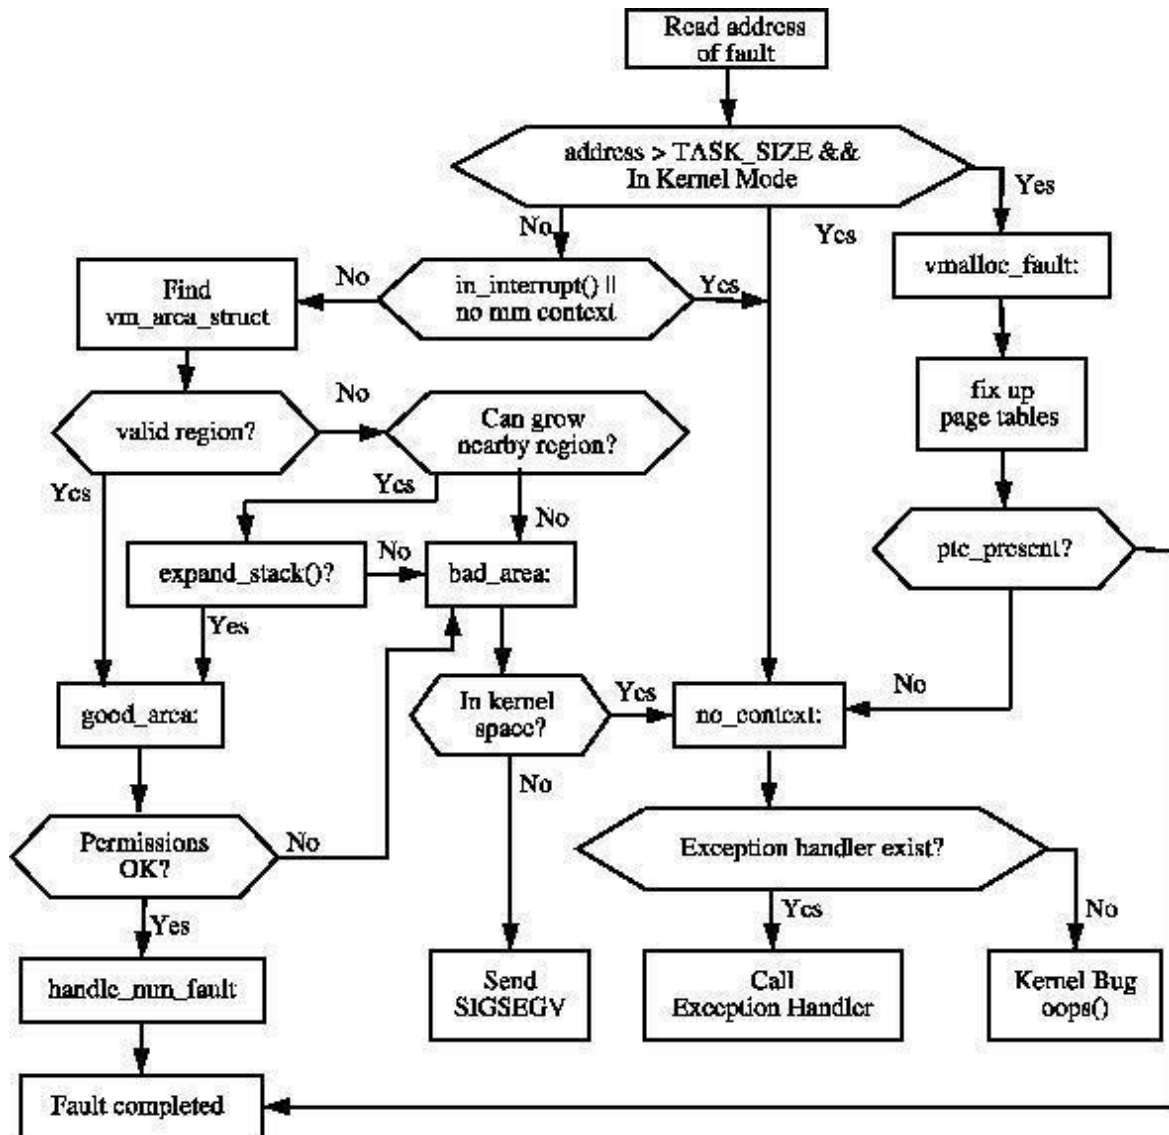 Read address
of fault
address > TASK_SIZE &&
In Kernel Mode
Yes
No
Yes
vmalloc_fault:
No
in_interrupt() ||
no mm context
Yes
Find
vm_area_struct
fix up
page tables
valid region?
No
Can grow
nearby region?
Yes
Yes
No
pte_present?
expand_stack()?
No
bad_area:
Yes
good_area:
In kernel
space?
Yes
no_context:
No
No
Permissions
OK?
No
Exception handler exist?
Yes
Yes
No
handle_mm_fault
Send
SIGSEGV
Call
Exception Handler
Kernel Bug
oops()
Fault completed